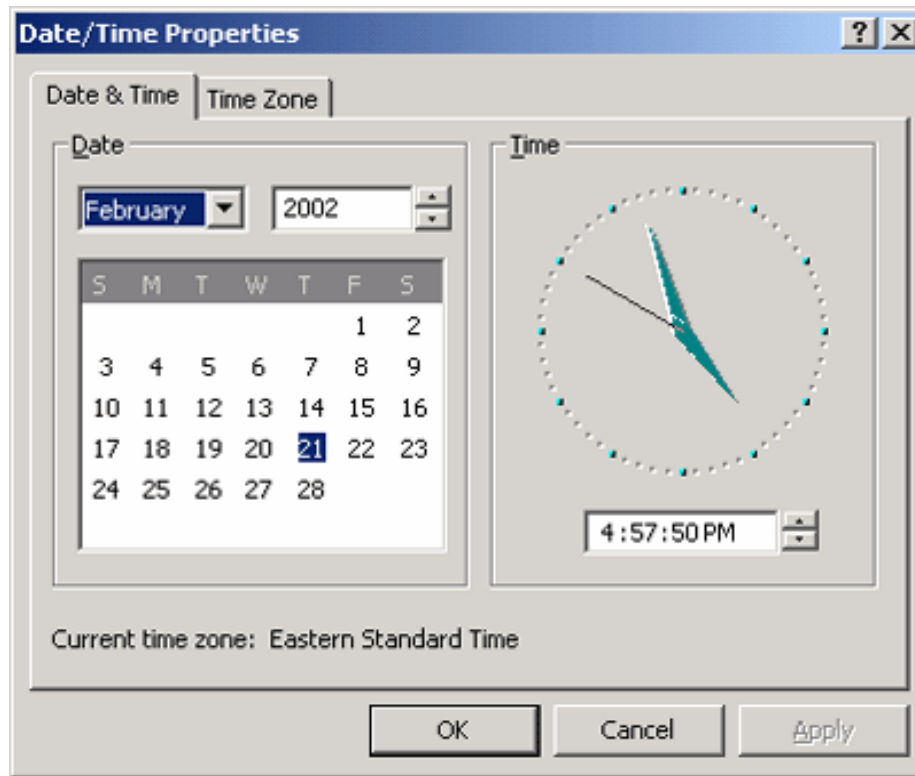 Date/Time Properties
Date & Time Time Zone
Date
Time
February 2002
S M T W T F S
1 2
3 4 5 6 7 8 9
10 11 12 13 14 15 16
17 18 19 20 21 22 23
24 25 26 27 28
4:57:50 PM
Current time zone: Eastern Standard Time
OK Cancel Apply